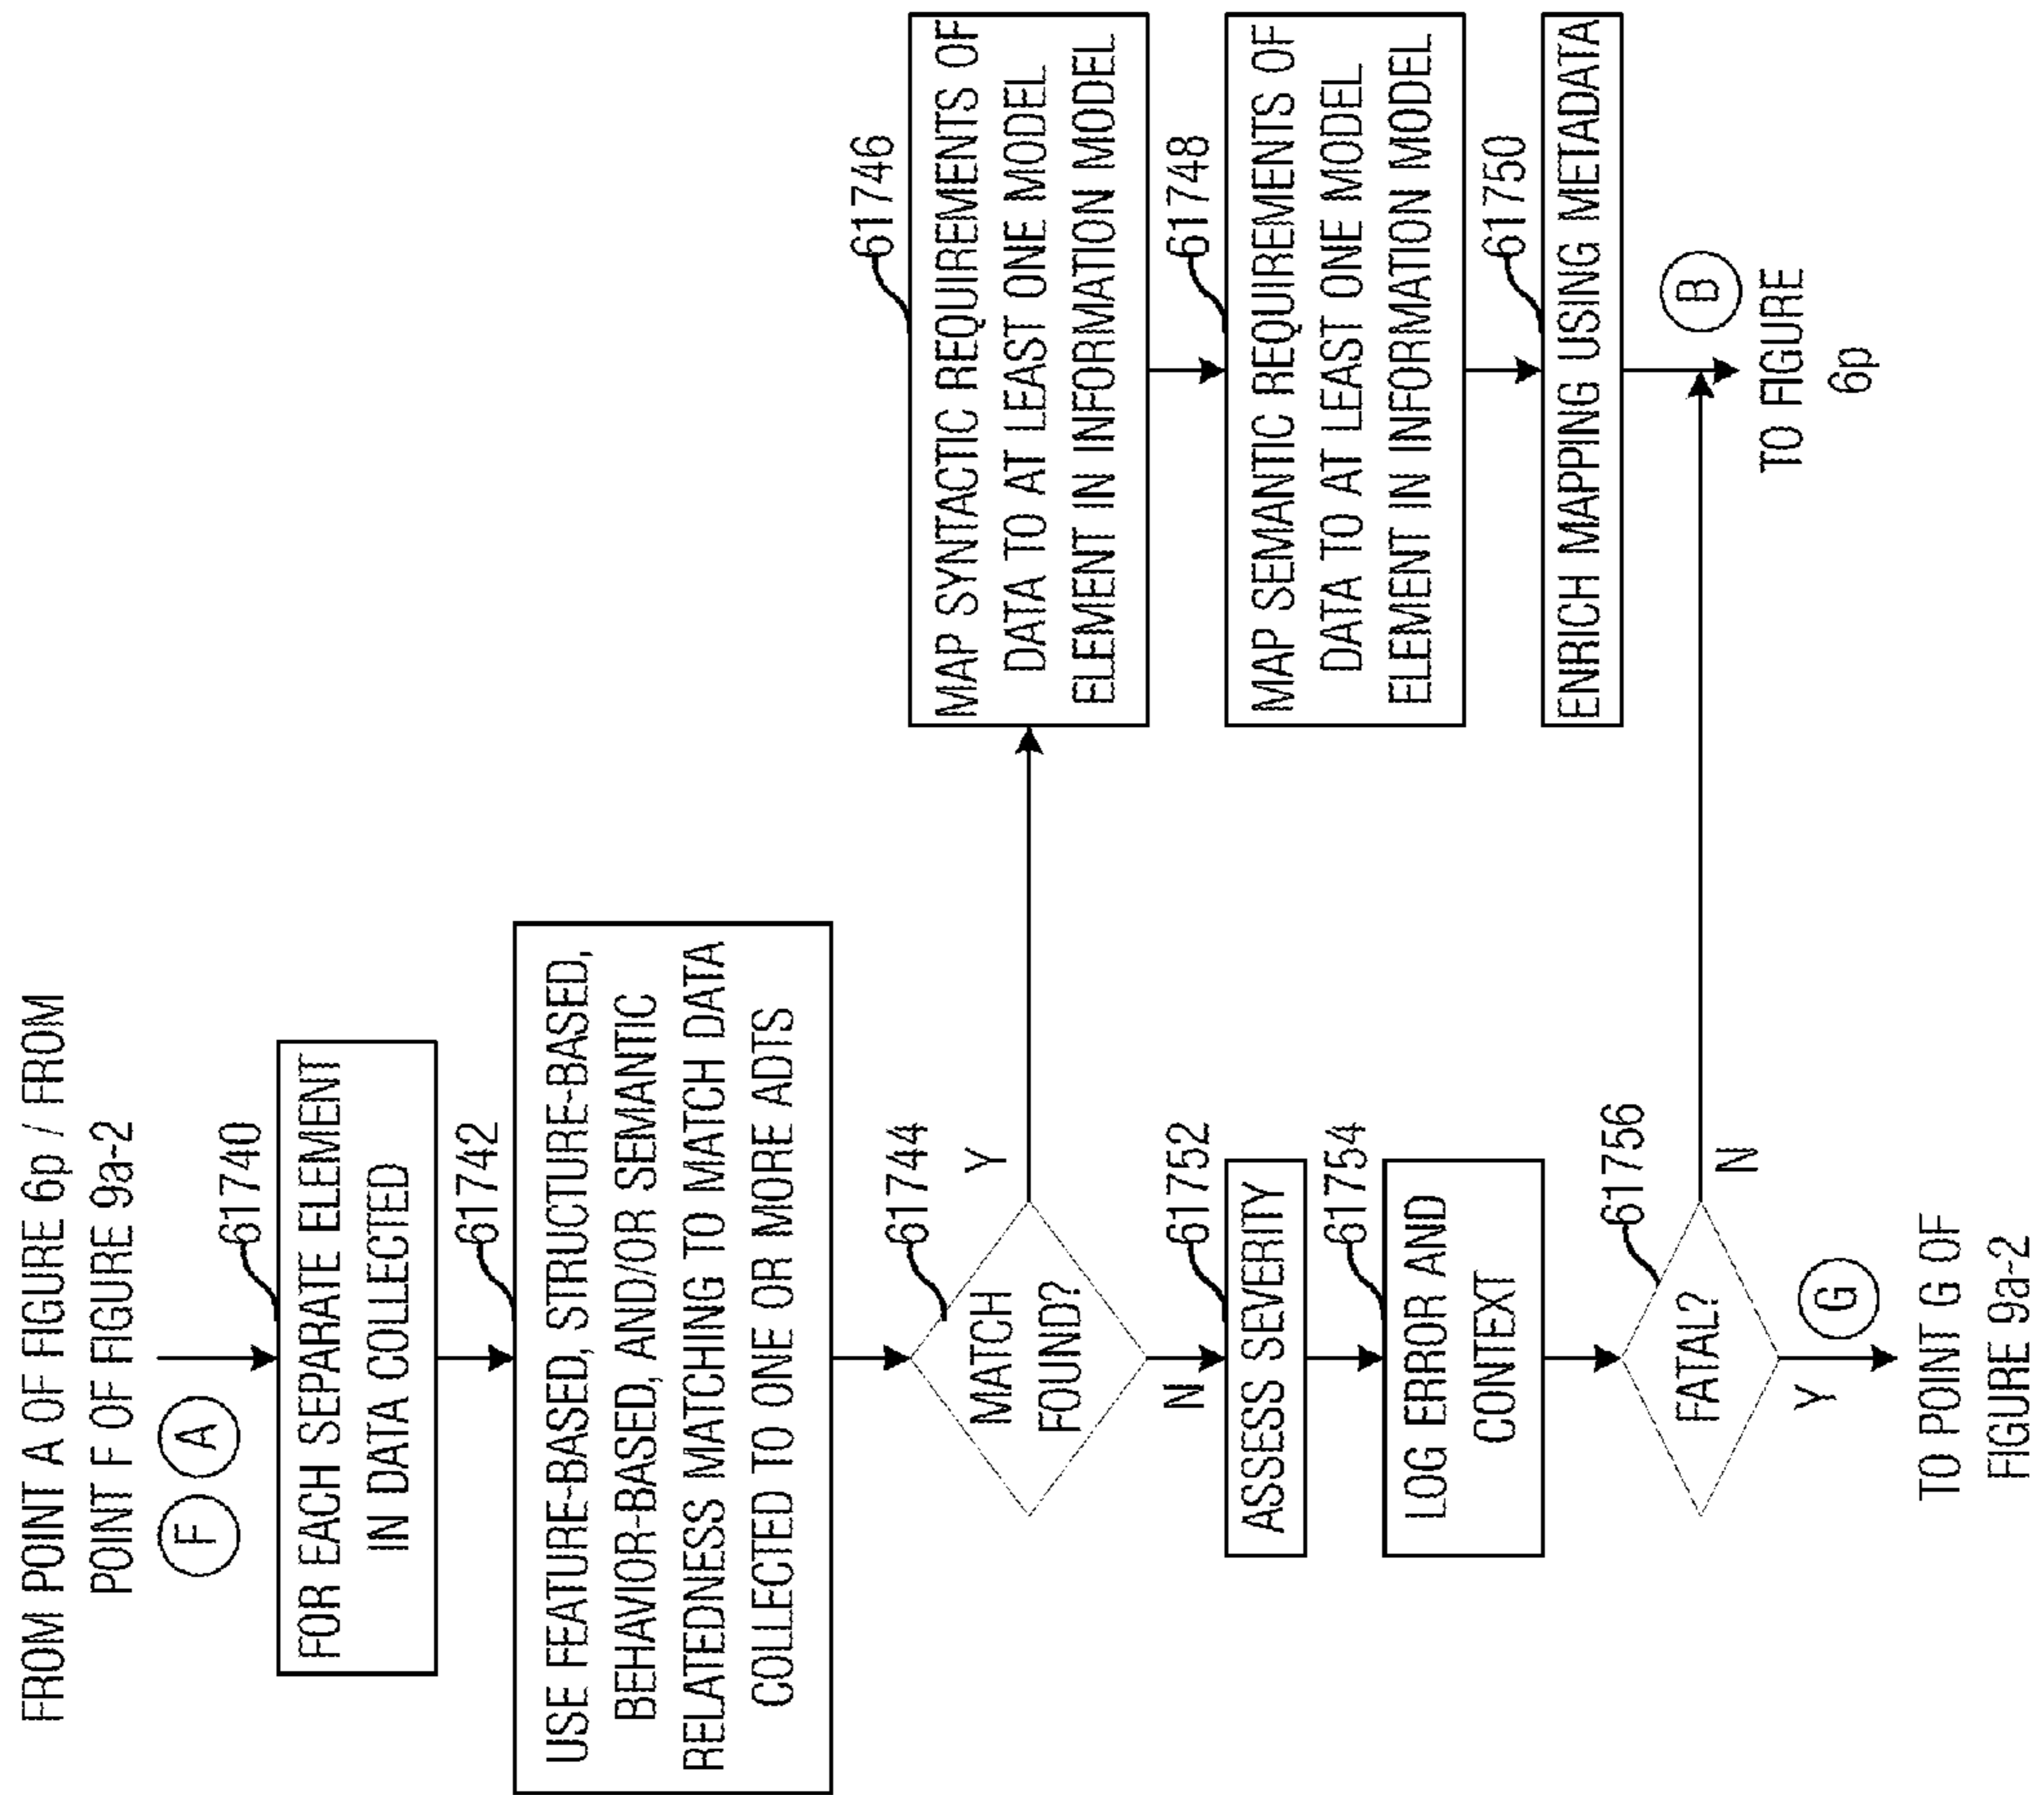 FROM POINT A OF FIGURE 6p / FROM
POINT F OF FIGURE 9a-2
F
A
61740
FOR EACH SEPARATE ELEMENT
IN DATA COLLECTED
61742
USE FEATURE-BASED, STRUCTURE-BASED,
BEHAVIOR-BASED, AND/OR SEMANTIC
RELATEDNESS MATCHING TO MATCH DATA
COLLECTED TO ONE OR MORE ADTS
61744
MATCH
FOUND?
Y
N
61746
MAP SYNTACTIC REQUIREMENTS OF
DATA TO AT LEAST ONE MODEL
ELEMENT IN INFORMATION MODEL
61748
MAP SEMANTIC REQUIREMENTS OF
DATA TO AT LEAST ONE MODEL
ELEMENT IN INFORMATION MODEL
61750
ENRICH MAPPING USING METADATA
B
TO FIGURE
6p
61752
ASSESS SEVERITY
61754
LOG ERROR AND
CONTEXT
61756
FATAL?
N
Y
G
TO POINT G OF
FIGURE 9a-2